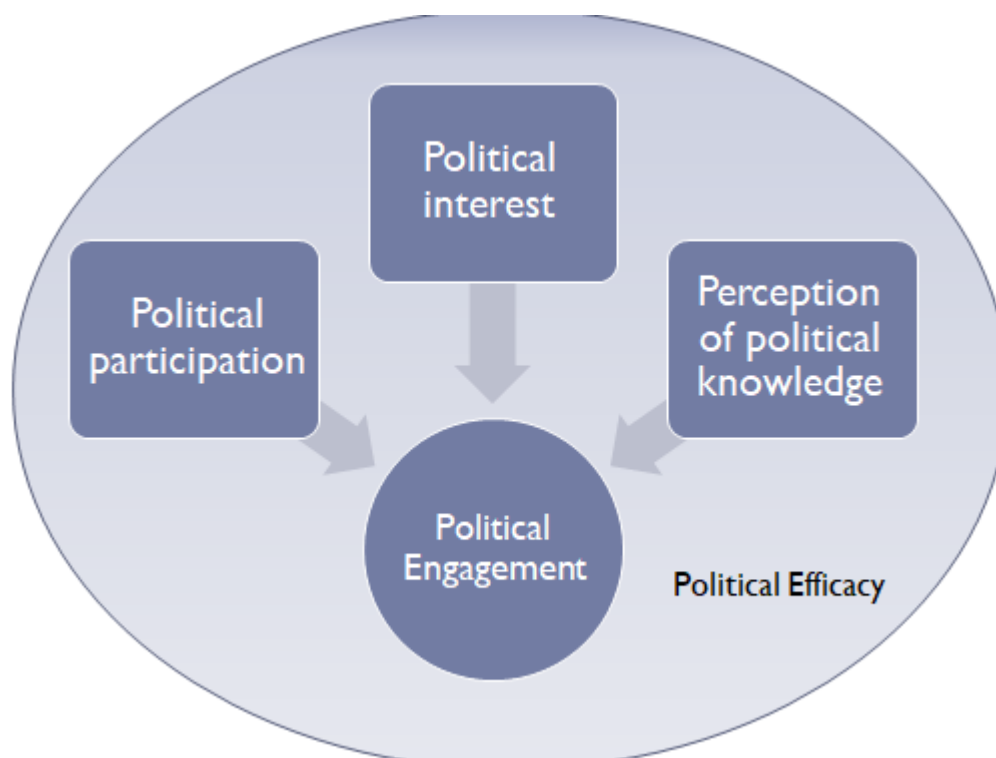 Political
interest
Political
participation
Perception
of political
knowledge
Political
Engagement
Political Efficacy